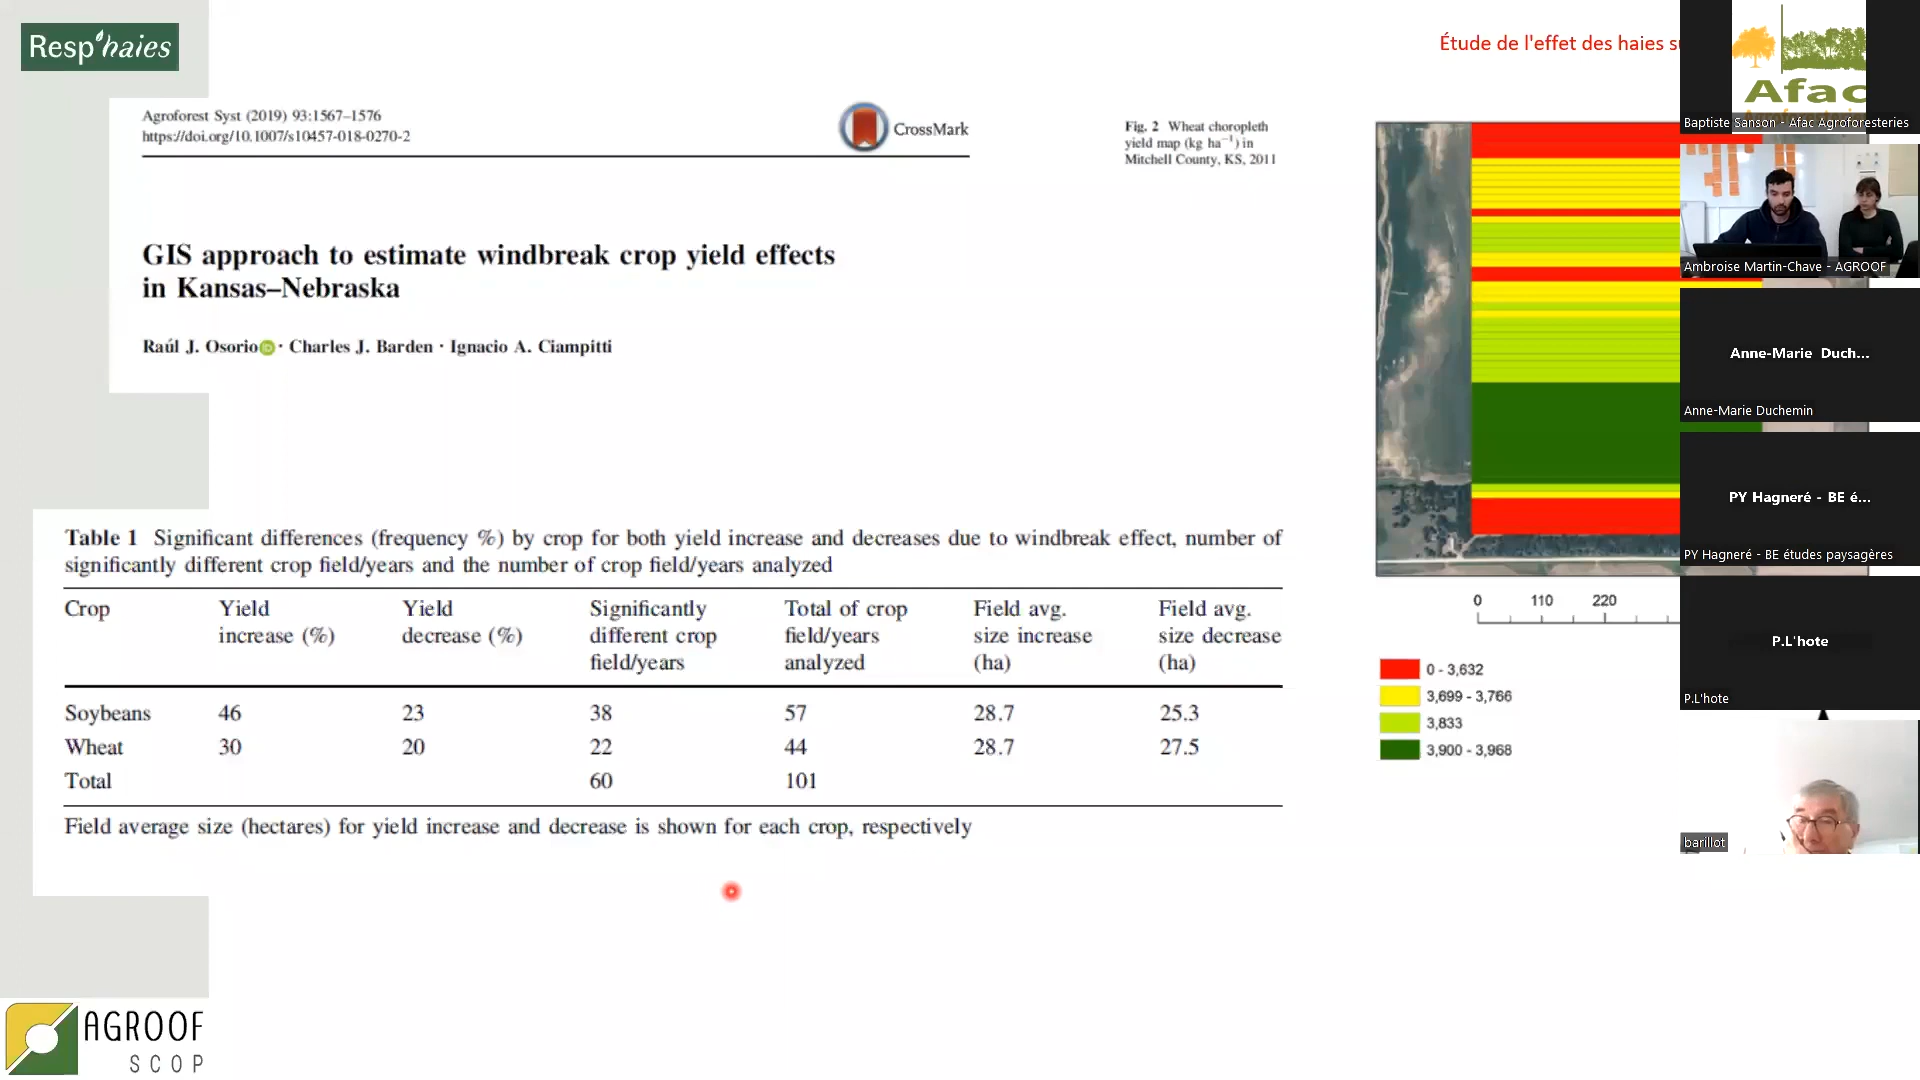 Resp'haies
Étude de l'effet des haies s
Agroforest Syst (2019) 93:1567–1576
https://doi.org/10.1007/s10457-018-0270-2
CrossMark
Fig. 2 Wheat choropleth
yield map (kg ha⁻¹) in
Mitchell County, KS, 2011
GIS approach to estimate windbreak crop yield effects
in Kansas–Nebraska
Raúl J. Osorio · Charles J. Barden · Ignacio A. Ciampitti
Table 1 Significant differences (frequency %) by crop for both yield increase and decreases due to windbreak effect, number of
significantly different crop field/years and the number of crop field/years analyzed
Crop Yield increase (%) Yield decrease (%) Significantly different crop field/years Total of crop field/years analyzed Field avg. size increase (ha) Field avg. size decrease (ha)
Soybeans 46 23 38 57 28.7 25.3
Wheat 30 20 22 44 28.7 27.5
Total 60 101
Field average size (hectares) for yield increase and decrease is shown for each crop, respectively
0 110 220
0 - 3,632
3,699 - 3,766
3,833
3,900 - 3,968
AGROOF
SCOP
Afac
Baptiste Sanson - Afac Agroforesteries
Ambroise Martin-Chave - AGROOF
Anne-Marie Duch...
Anne-Marie Duchemin
PY Hagneré - BE é...
PY Hagneré - BE études paysagères
P.L'hote
P.L'hote
barillot